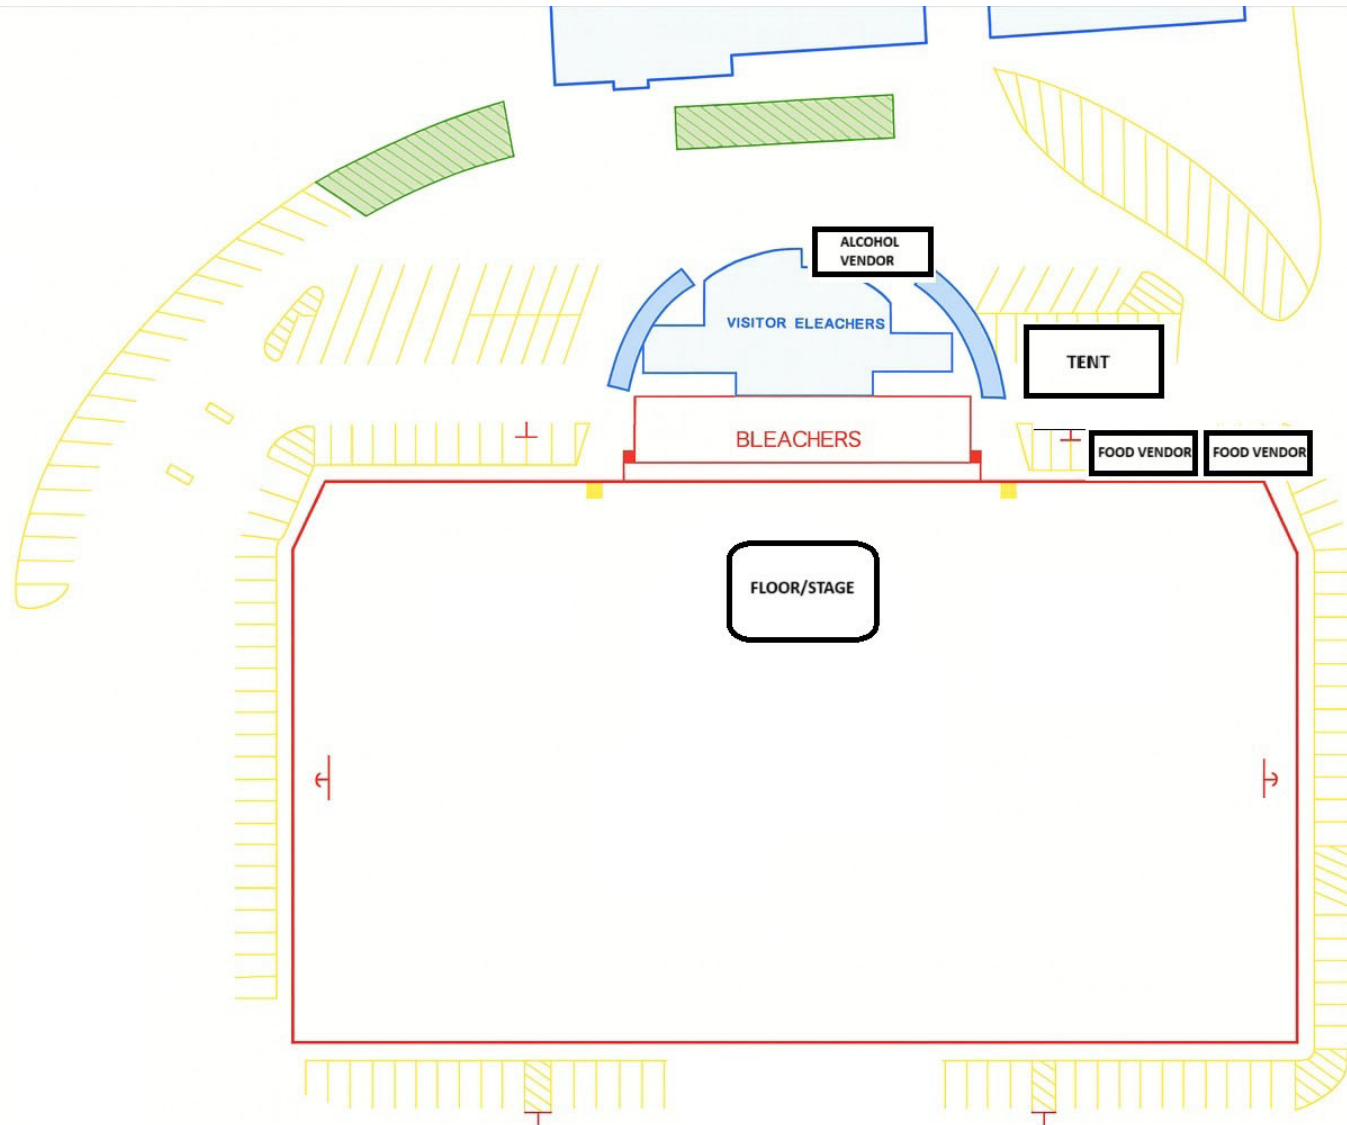 ALCOHOL
VENDOR
VISITOR ELEACHERS
TENT
BLEACHERS
FOOD VENDOR
FOOD VENDOR
FLOOR/STAGE